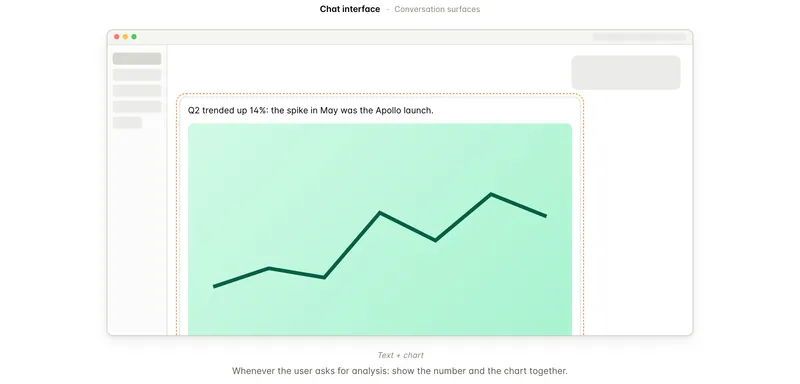 Chat interface · Conversation surfaces
Q2 trended up 14%: the spike in May was the Apollo launch.
Text + chart
Whenever the user asks for analysis: show the number and the chart together.